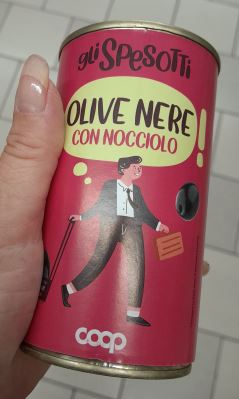 gli SPESOTTI
OLIVE NERE
CON NOCCIOLO!
coop